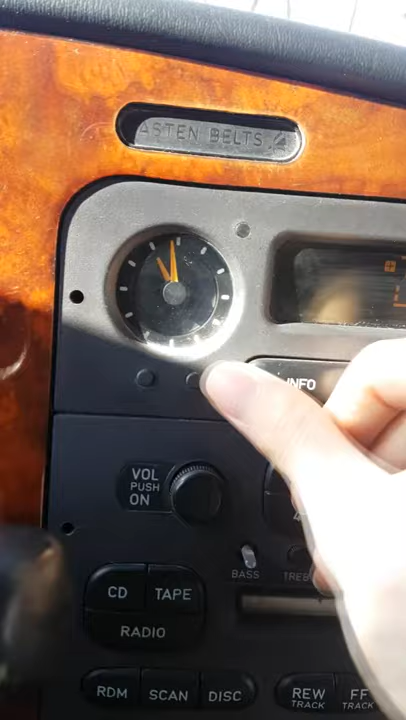 ASTEN BELTS
INFO
VOL
PUSH
ON
BASS
TREB
CD
TAPE
RADIO
RDM
SCAN
DISC
REW
TRACK
FF
TRACK